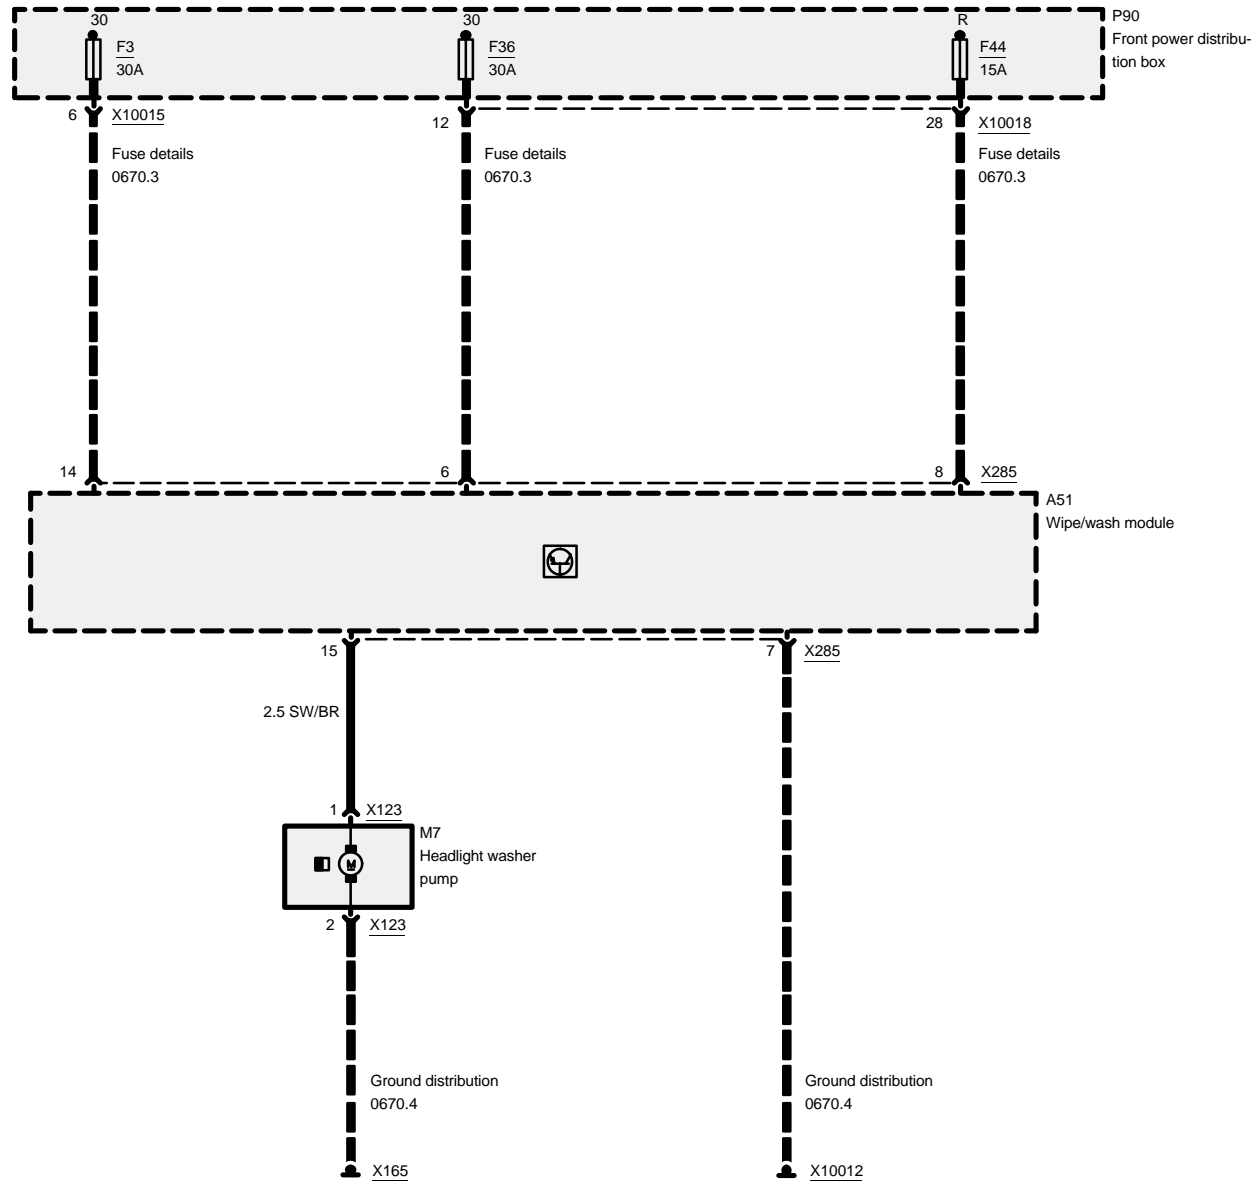 30
30
R
P90
Front power distribu-
tion box
F3
30A
F36
30A
F44
15A
6
X10015
12
28
X10018
Fuse details
0670.3
Fuse details
0670.3
Fuse details
0670.3
14
6
8
X285
A51
Wipe/wash module
15
7
X285
2.5 SW/BR
1
X123
M7
Headlight washer
pump
M
2
X123
Ground distribution
0670.4
Ground distribution
0670.4
X165
X10012